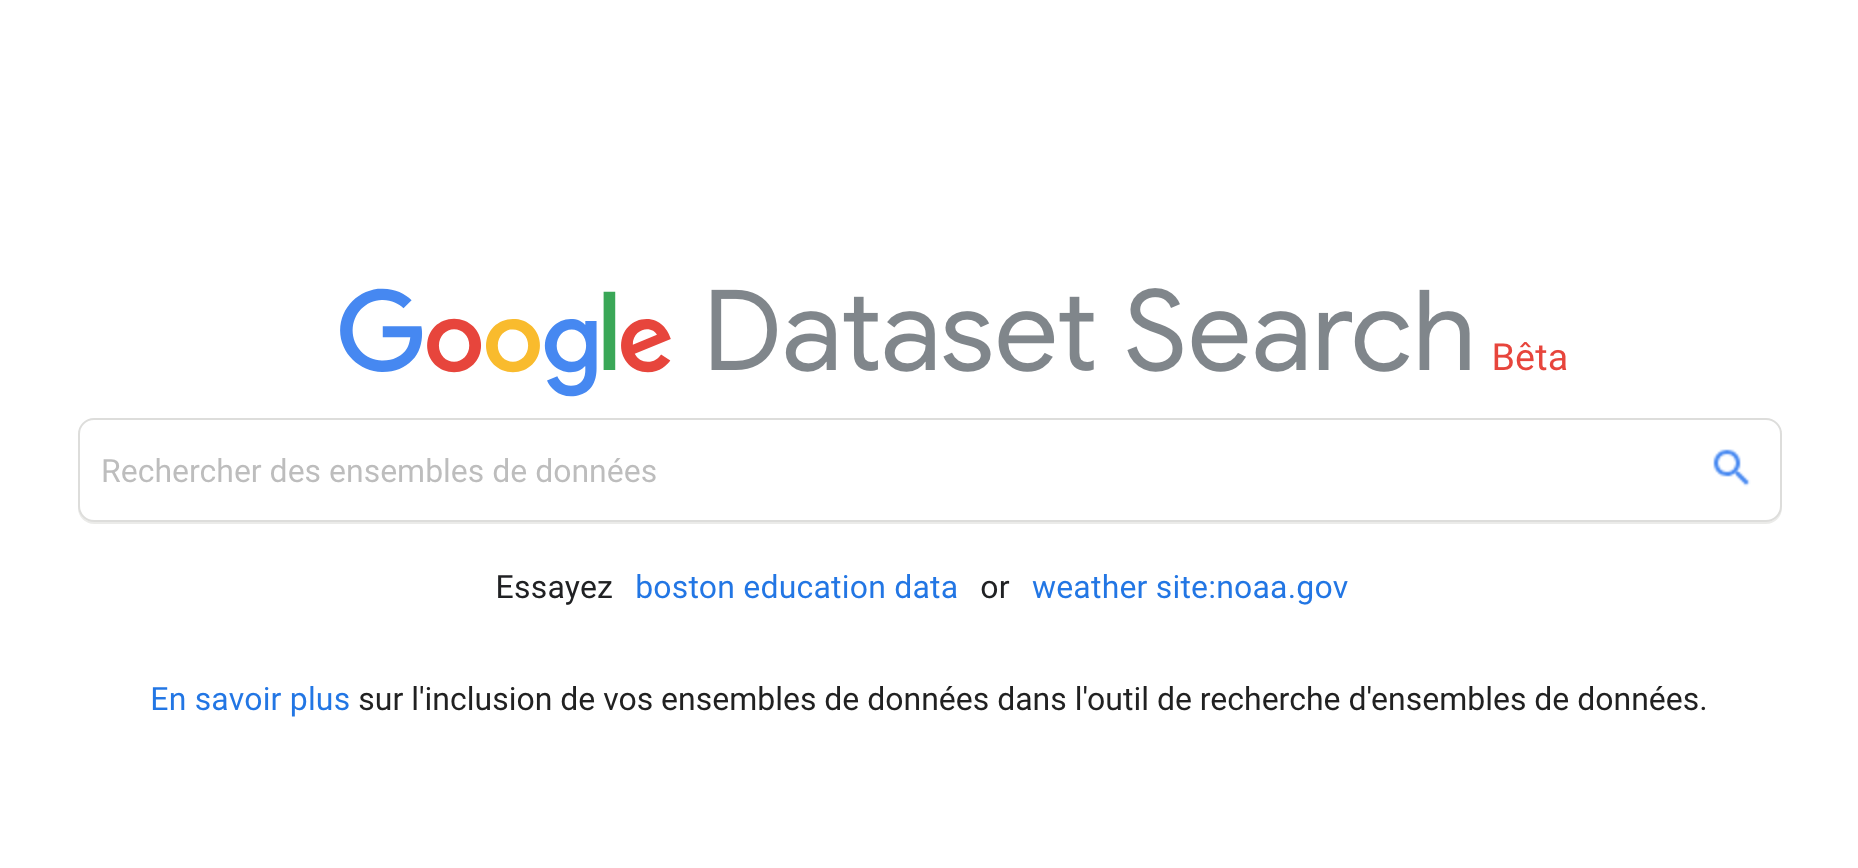 Google Dataset Search Bêta
Rechercher des ensembles de données
Essayez boston education data or weather site:noaa.gov
En savoir plus sur l'inclusion de vos ensembles de données dans l'outil de recherche d'ensembles de données.